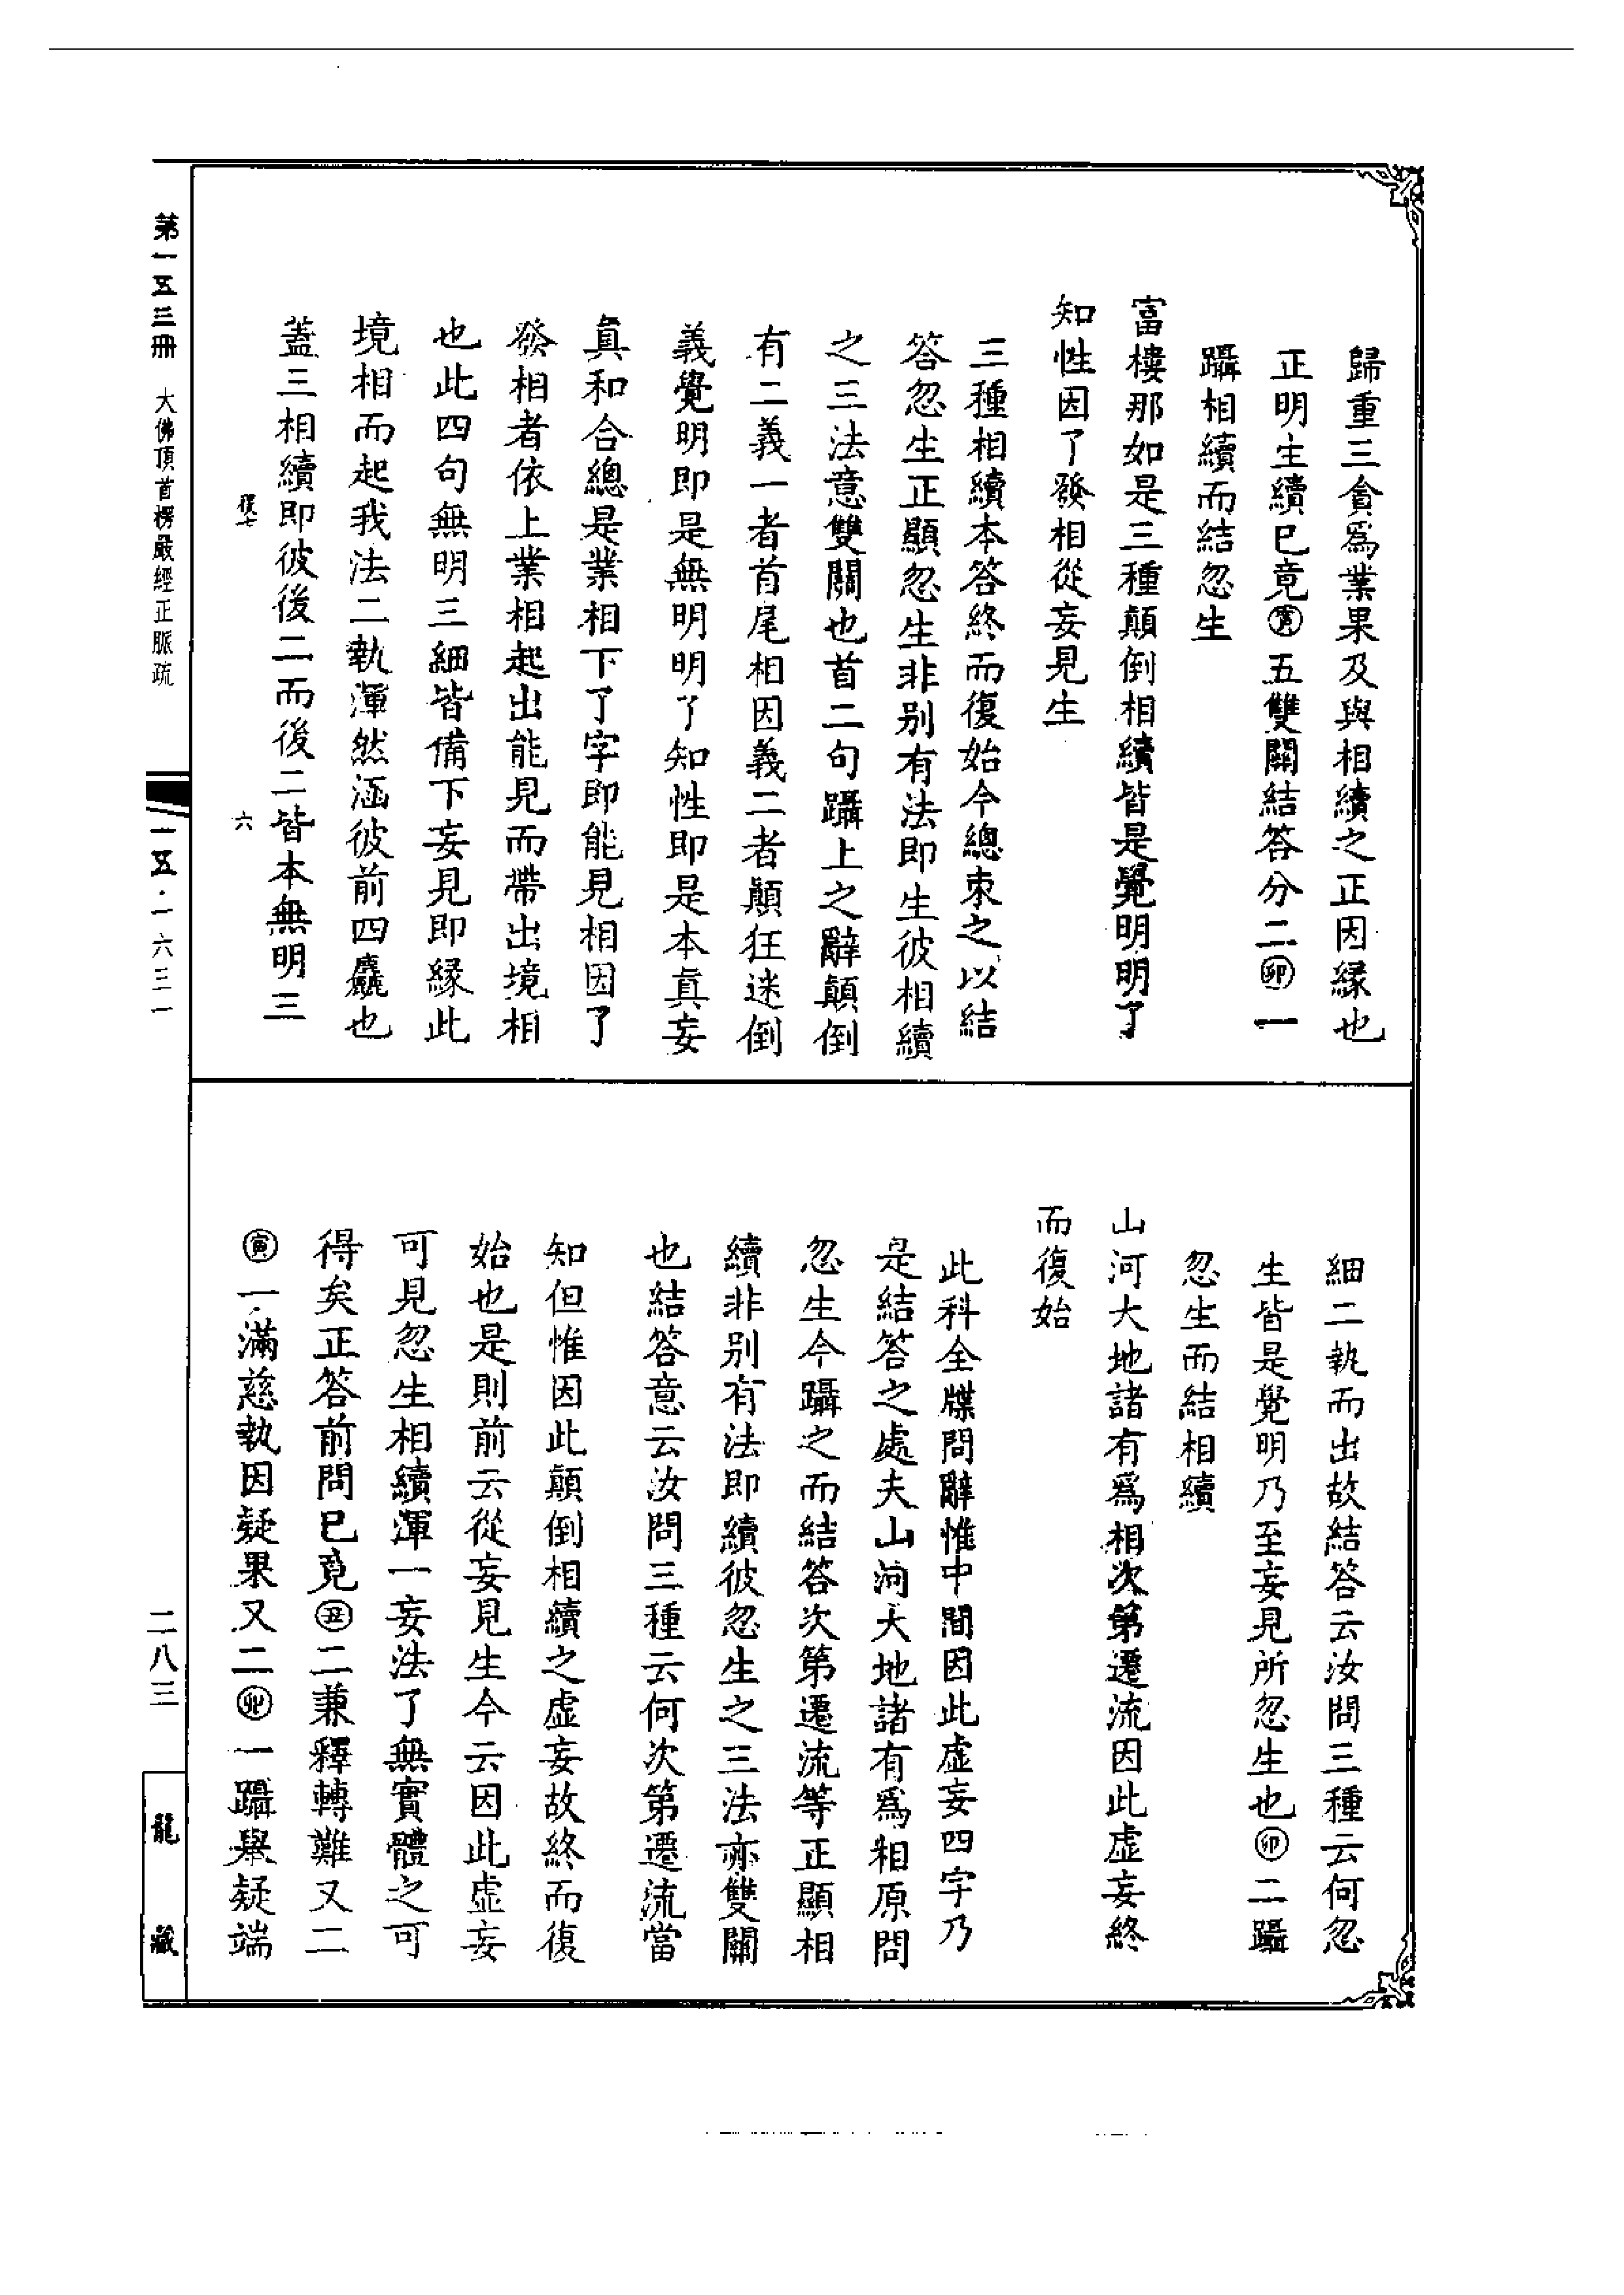 歸重三貪爲業果及與相續之正因緣也
正明生續巳竟㊢五雙關結答分二㊞一
躡相續而結忽生
富樓那如是三種顛倒相續皆是覺明明了
知性因了發相從妄見生
三種相續本答終而復始今總束之以結
答忽生正顯忽生非别有法即生彼相續
之三法意雙關也首二句躡上之辭顛倒
有二義一者首尾相因義二者顛狂迷倒
義覺明即是無明明了知性即是本真妄
真和合總是業相下了字即能見相因了
發相者依上業相起出能見而帶出境相
也此四句無明三細皆備下妄見即緣此
境相而起我法二執渾然涵彼前四麤也
蓋三相續即彼後二而後二皆本無明三
細二執而出故結答云汝問三種云何忽
生皆是覺明乃至妄見所忽生也卯二躡
忽生而結相續
山河大地諸有爲相次第遷流因此虛妄終
而復始
此科全牒問辭惟中間因此虛妄四字乃
是結答之處夫山河大地諸有爲相原問
忽生今躡之而結答次第遷流等正顯相
續非别有法即續彼忽生之三法亦雙關
也結答意云汝問三種云何次第遷流當
知但惟因此顛倒相續之虛妄故終而復
始也是則前云從妄見生今云因此虛妄
可見忽生相續渾一妄法了無實體之可
得矣正答前問巳竟丑二兼釋轉難又二
寅一滿慈執因疑果又二卯一躡舉疑端
六
第一五三冊 大佛頂首楞嚴經正脈疏
一五·一六三二
二八三
龍藏